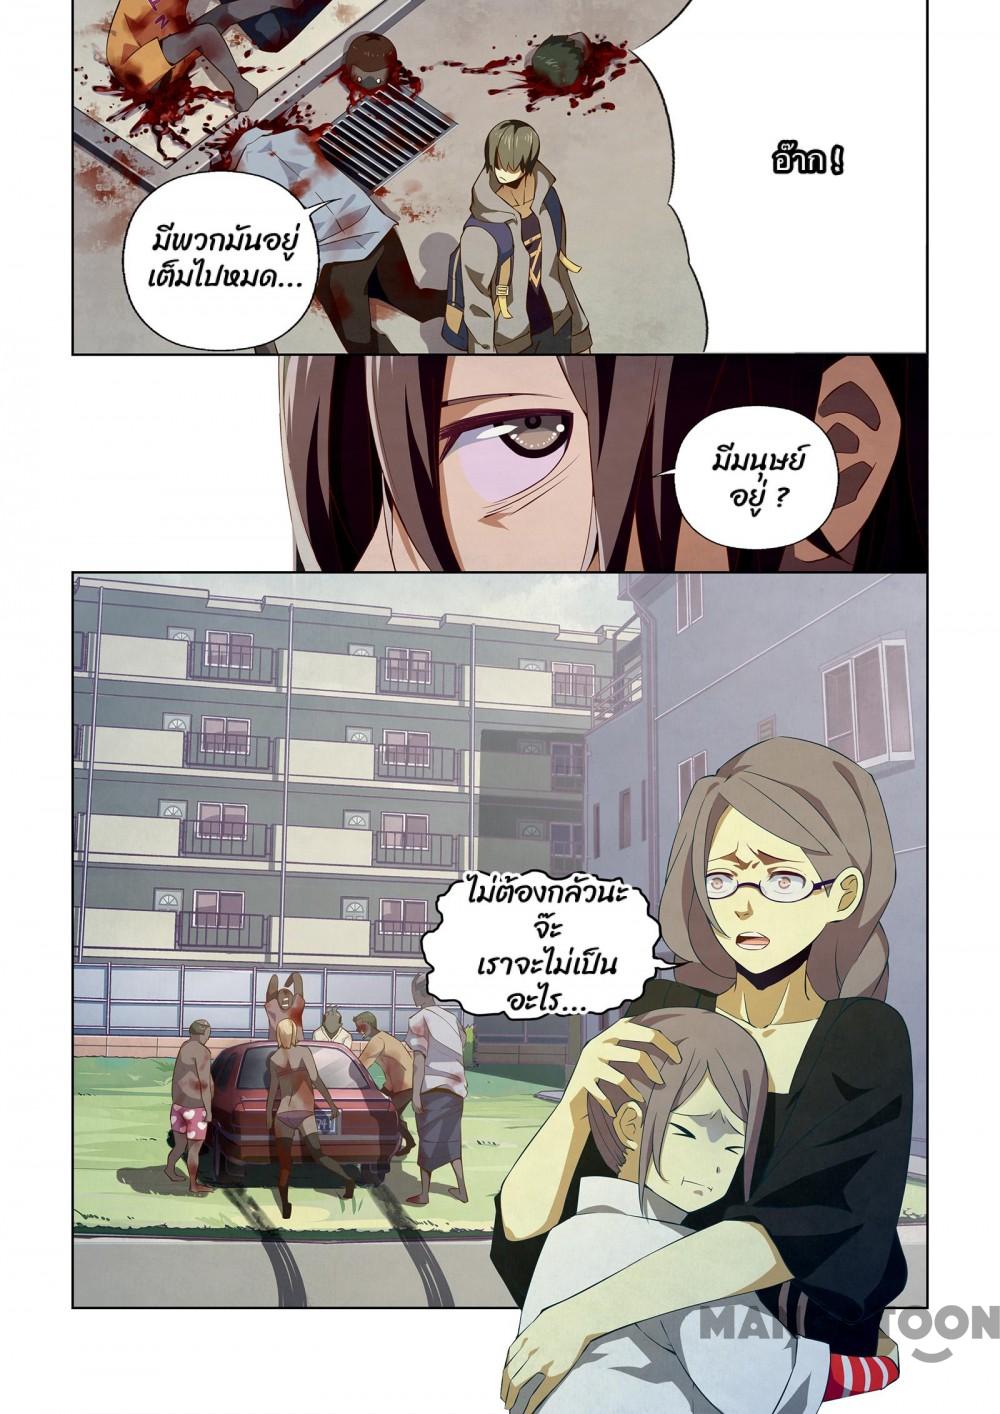 อ๊าก !
มีพวกมันอยู่
เต็มไปหมด...
มีมนุษย์
อยู่ ?
ไม่ต้องกลัวนะ
จ๊ะ
เราจะไม่เป็น
อะไร...